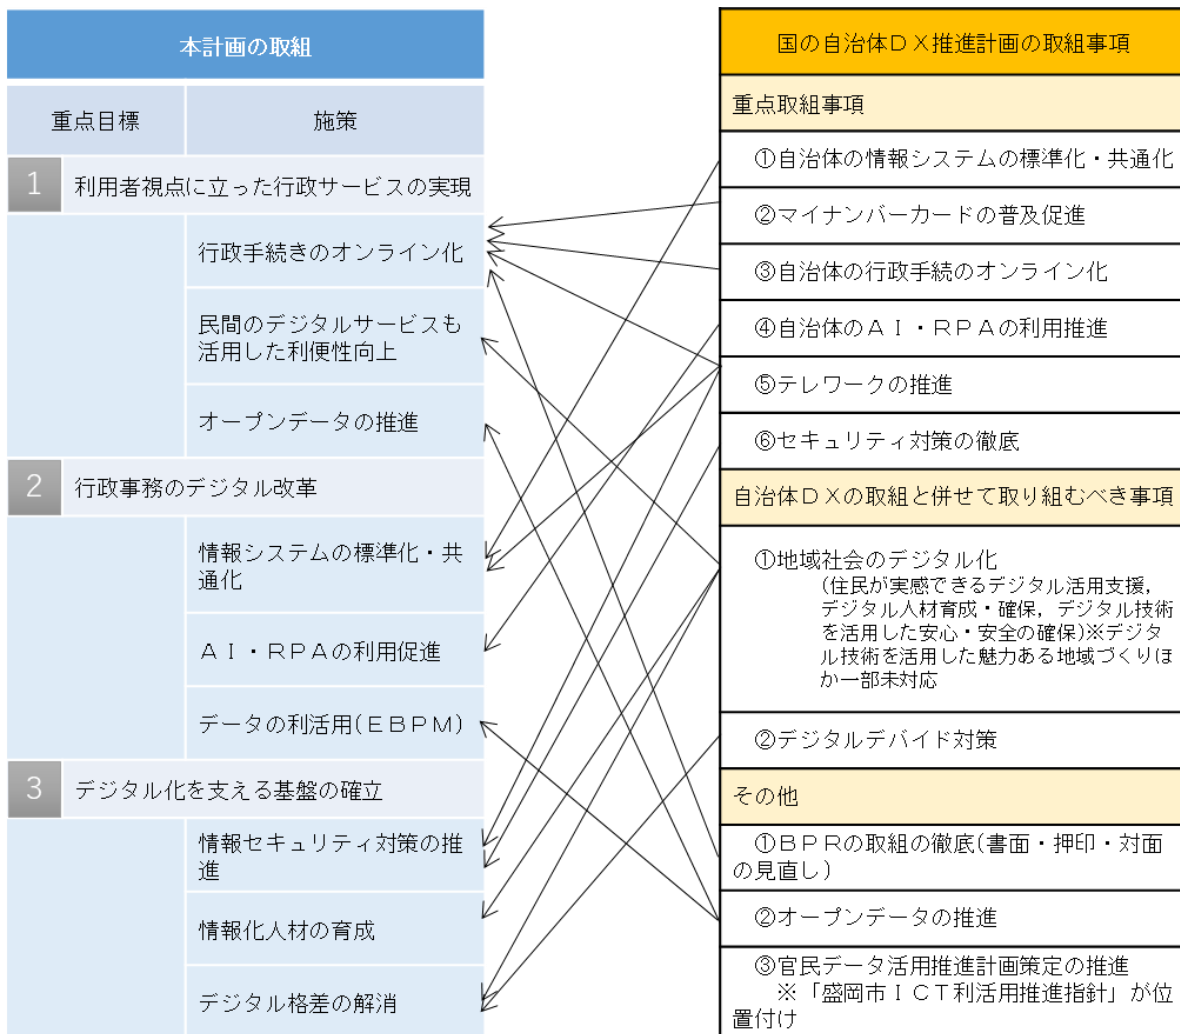 本計画の取組
重点目標
施策
1
利用者視点に立った行政サービスの実現
行政手続きのオンライン化
民間のデジタルサービスも
活用した利便性向上
オープンデータの推進
2
行政事務のデジタル改革
情報システムの標準化・共
通化
ＡＩ・ＲＰＡの利用促進
データの利活用(ＥＢＰＭ)
3
デジタル化を支える基盤の確立
情報セキュリティ対策の推
進
情報化人材の育成
デジタル格差の解消
国の自治体ＤＸ推進計画の取組事項
重点取組事項
①自治体の情報システムの標準化・共通化
②マイナンバーカードの普及促進
③自治体の行政手続のオンライン化
④自治体のＡＩ・ＲＰＡの利用推進
⑤テレワークの推進
⑥セキュリティ対策の徹底
自治体ＤＸの取組と併せて取り組むべき事項
①地域社会のデジタル化
(住民が実感できるデジタル活用支援，
デジタル人材育成・確保，デジタル技術
を活用した安心・安全の確保)※デジタ
ル技術を活用した魅力ある地域づくりほ
か一部未対応
②デジタルデバイド対策
その他
①ＢＰＲの取組の徹底(書面・押印・対面
の見直し)
②オープンデータの推進
③官民データ活用推進計画策定の推進
※「盛岡市ＩＣＴ利活用推進指針」が位
置付け